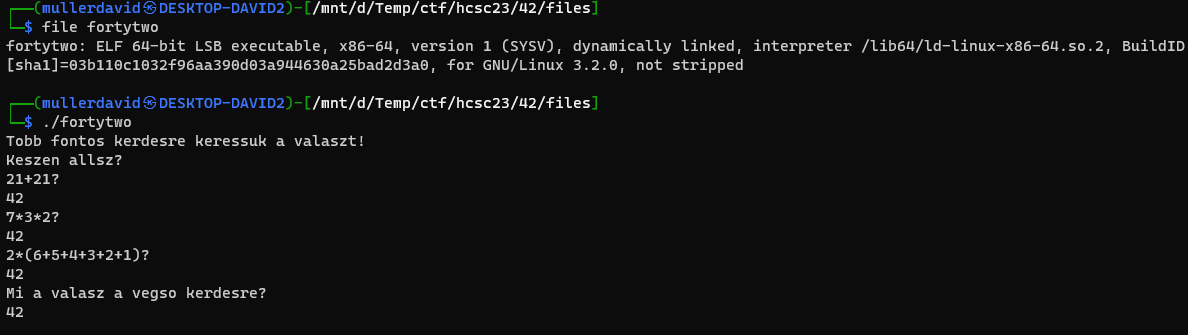 ┌──(mullerdavid㉿DESKTOP-DAVID2)-[/mnt/d/Temp/ctf/hcsc23/42/files]
└─$ file fortytwo
fortytwo: ELF 64-bit LSB executable, x86-64, version 1 (SYSV), dynamically linked, interpreter /lib64/ld-linux-x86-64.so.2, BuildID
[sha1]=03b110c1032f96aa390d03a944630a25bad2d3a0, for GNU/Linux 3.2.0, not stripped
┌──(mullerdavid㉿DESKTOP-DAVID2)-[/mnt/d/Temp/ctf/hcsc23/42/files]
└─$ ./fortytwo
Tobb fontos kerdesre keressuk a valaszt!
Keszen allsz?
21+21?
42
7*3*2?
42
2*(6+5+4+3+2+1)?
42
Mi a valasz a vegso kerdesre?
42